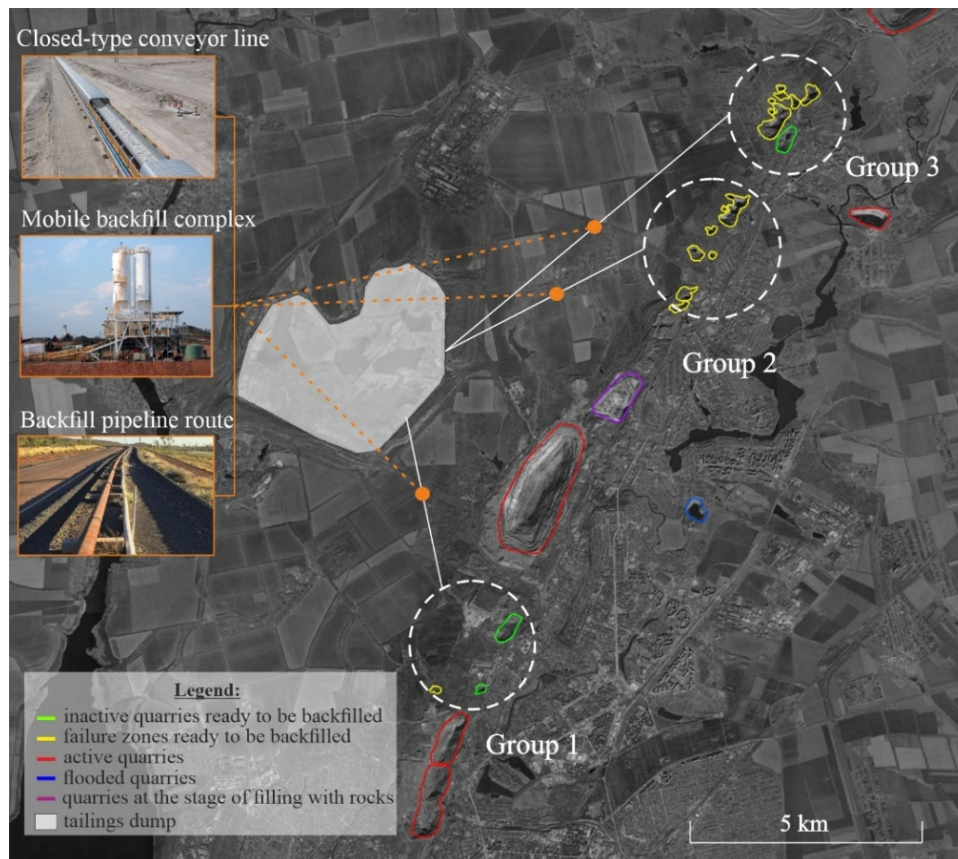 Closed-type conveyor line
Mobile backfill complex
Backfill pipeline route
Group 3
Group 2
Group 1
Legend:
inactive quarries ready to be backfilled
failure zones ready to be backfilled
active quarries
flooded quarries
quarries at the stage of filling with rocks
tailings dump
5 km